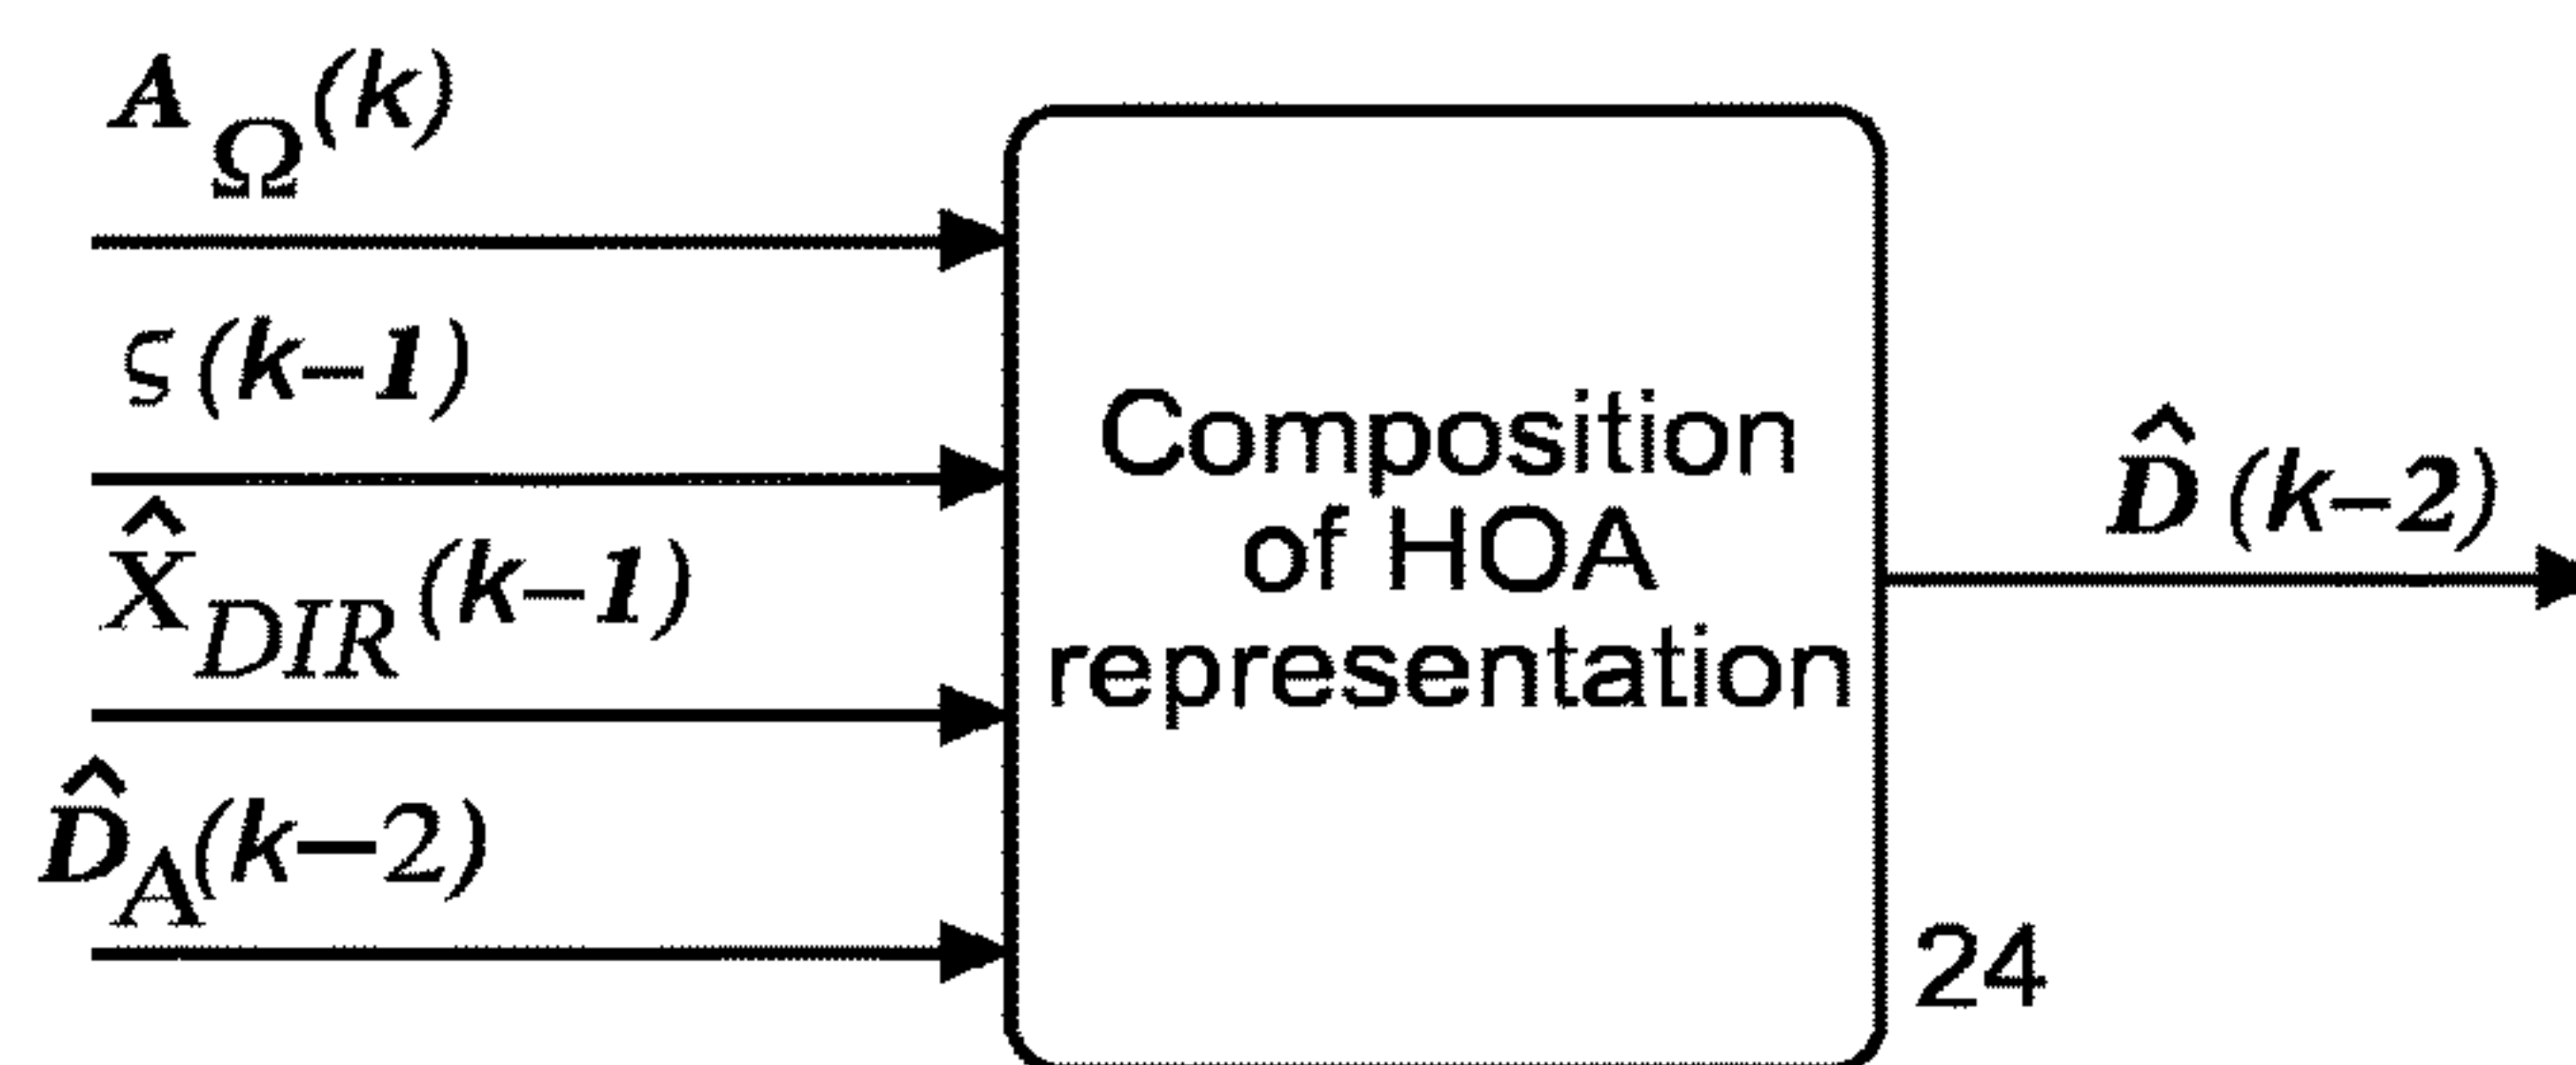 A_Ω(k)
ς(k–1)
X̂_DIR(k–1)
D̂_A(k–2)
Composition
of HOA
representation
D̂(k–2)
24